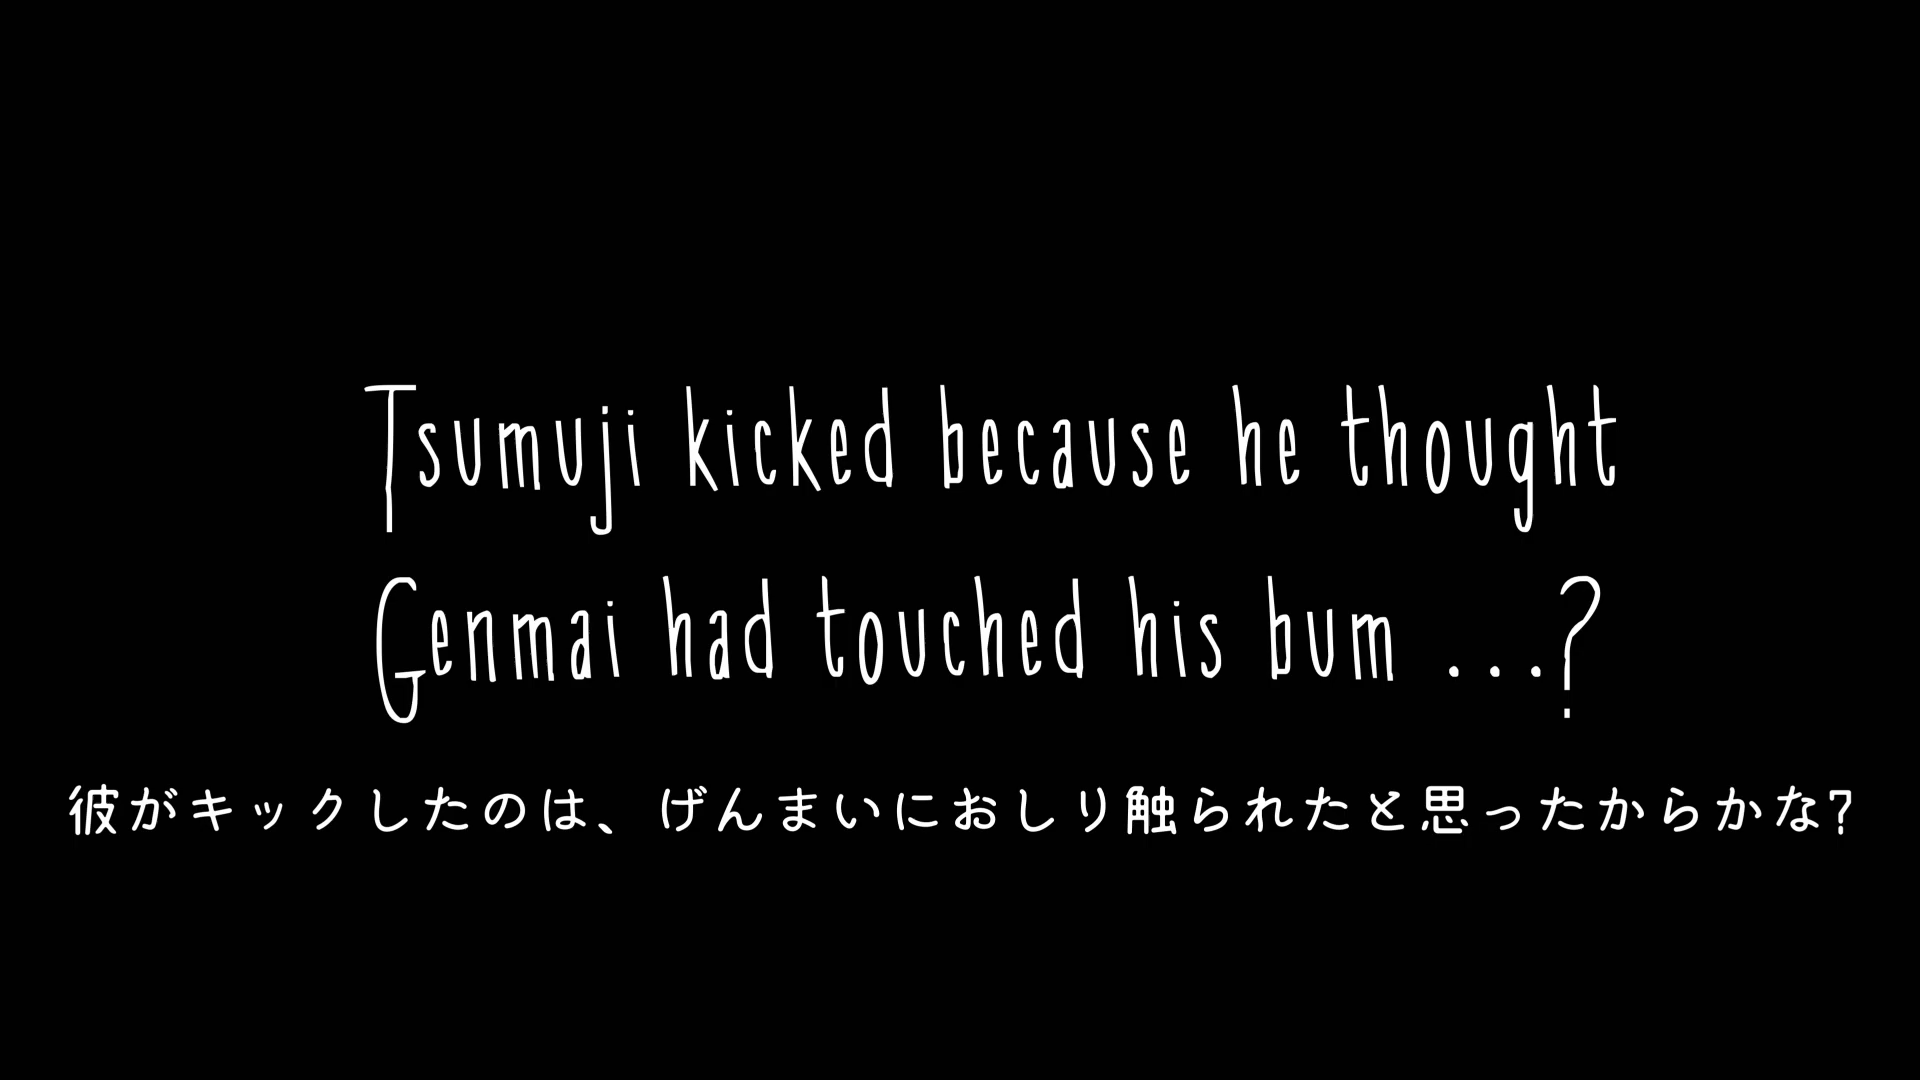 Tsumuji kicked because he thought
Genmai had touched his bum ...?
彼がキックしたのは、げんまいにおしり触られたと思ったからかな?